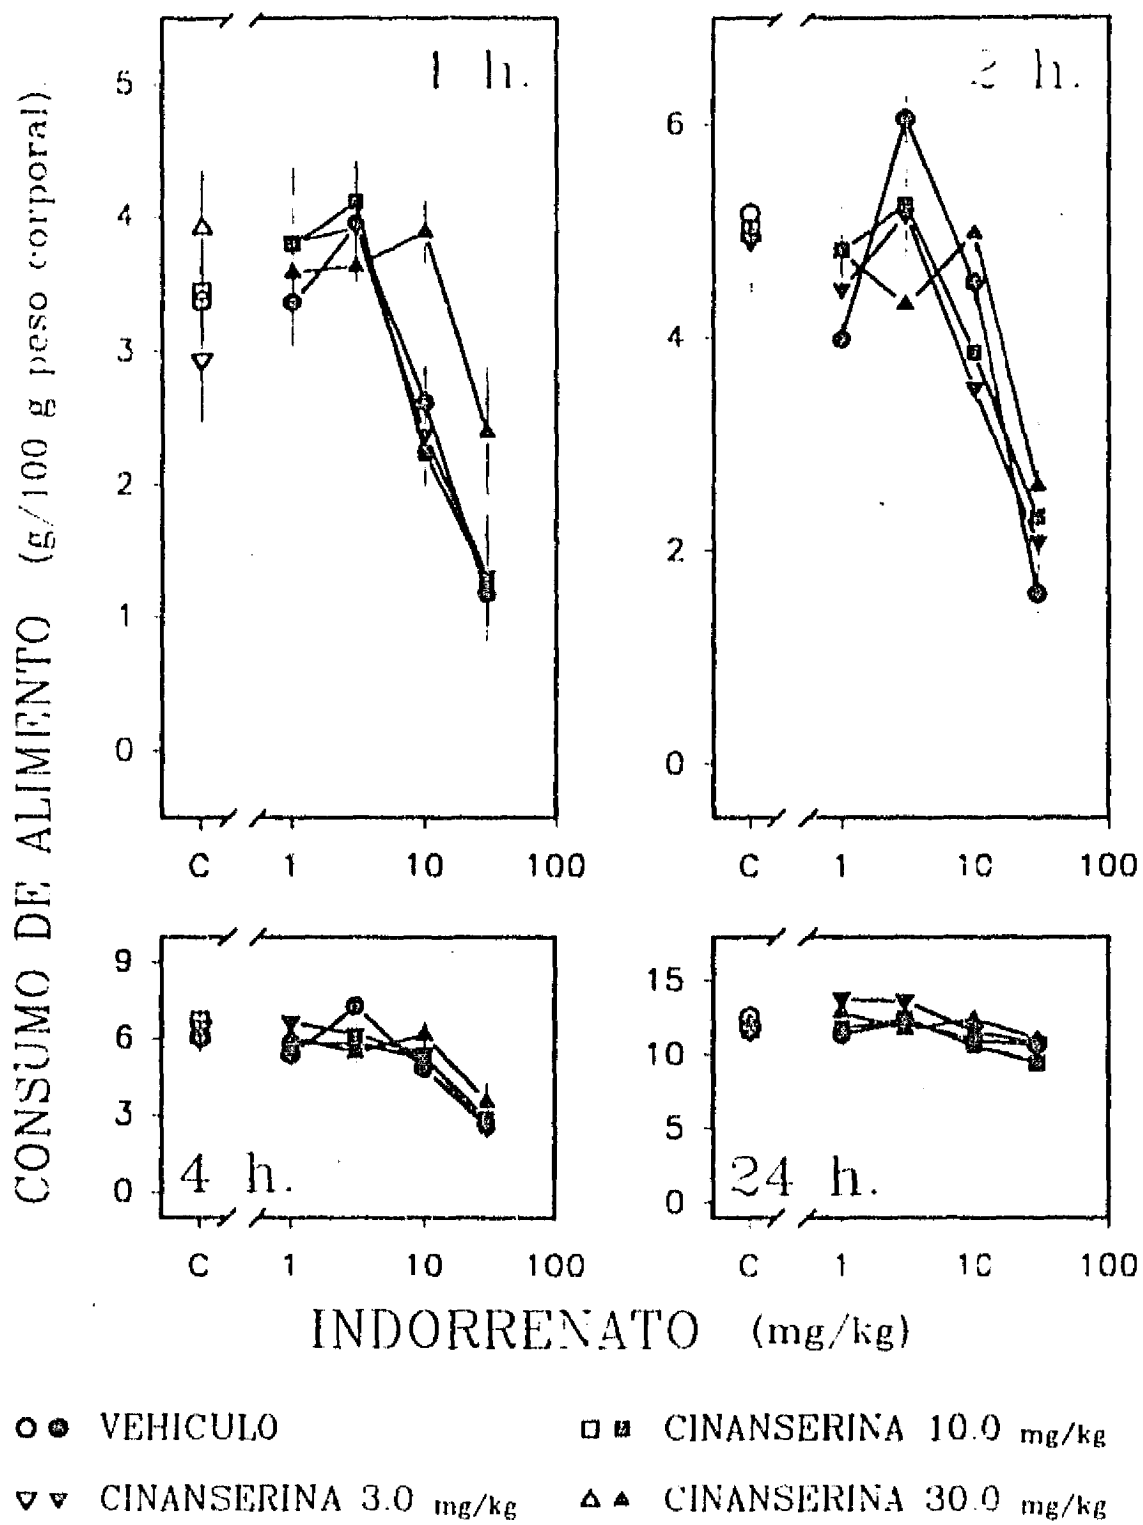 CONSUMO DE ALIMENTO (g/100 g peso corporal).
1 h.
5
4
3
2
1
0
C 1 10 100
2 h.
6
4
2
0
C 1 10 100
9
6
3
0
4 h.
C 1 10 100
15
10
5
0
24 h.
C 1 10 100
INDORRENATO (mg/kg)
VEHICULO
CINANSERINA 10.0 mg/kg
CINANSERINA 3.0 mg/kg
CINANSERINA 30.0 mg/kg